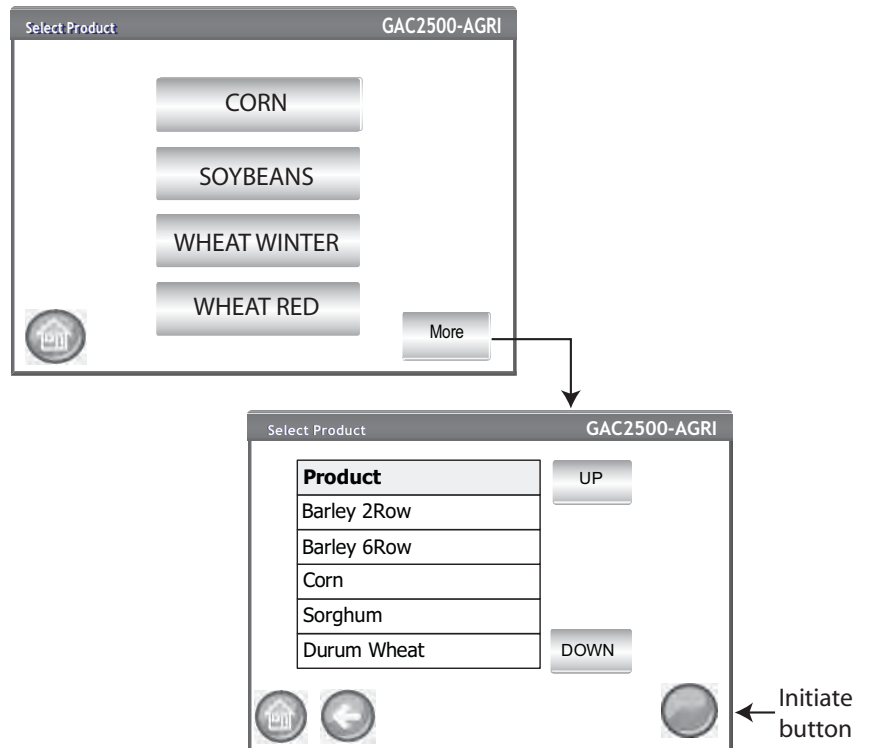 Select Product GAC2500-AGRI
CORN
SOYBEANS
WHEAT WINTER
WHEAT RED
More
Select Product GAC2500-AGRI
Product
UP
Barley 2Row
Barley 6Row
Corn
Sorghum
Durum Wheat
DOWN
Initiate
button